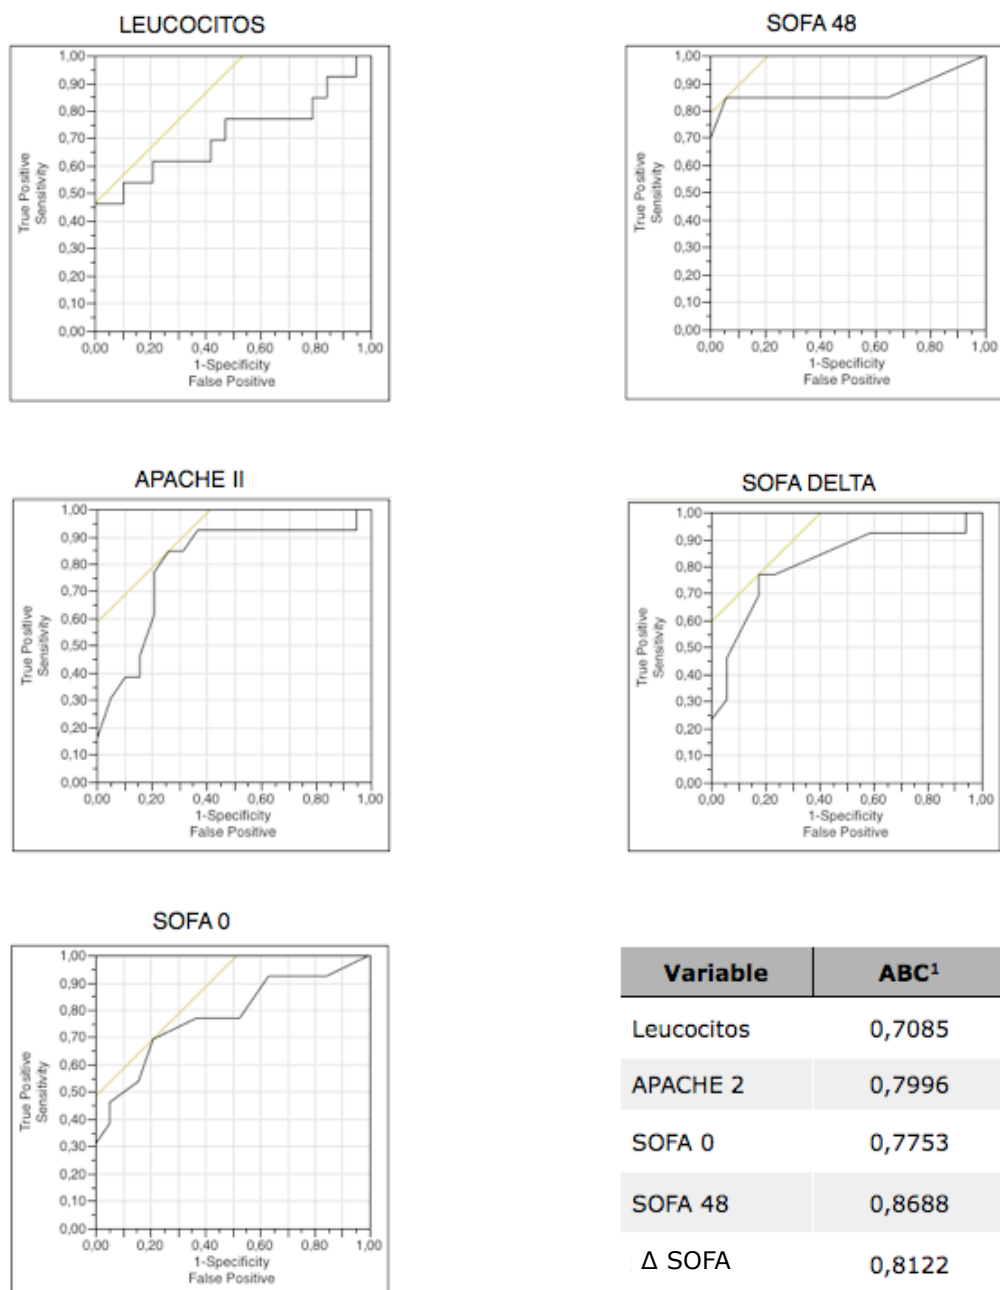 LEUCOCITOS
1,00
0,90
0,80
0,70
0,60
0,50
0,40
0,30
0,20
0,10
0,00
True Positive
Sensitivity
0,00 0,20 0,40 0,60 0,80 1,00
1-Specificity
False Positive
SOFA 48
1,00
0,90
0,80
0,70
0,60
0,50
0,40
0,30
0,20
0,10
0,00
True Positive
Sensitivity
0,00 0,20 0,40 0,60 0,80 1,00
1-Specificity
False Positive
APACHE II
1,00
0,90
0,80
0,70
0,60
0,50
0,40
0,30
0,20
0,10
0,00
True Positive
Sensitivity
0,00 0,20 0,40 0,60 0,80 1,00
1-Specificity
False Positive
SOFA DELTA
1,00
0,90
0,80
0,70
0,60
0,50
0,40
0,30
0,20
0,10
0,00
True Positive
Sensitivity
0,00 0,20 0,40 0,60 0,80 1,00
1-Specificity
False Positive
SOFA 0
1,00
0,90
0,80
0,70
0,60
0,50
0,40
0,30
0,20
0,10
0,00
True Positive
Sensitivity
0,00 0,20 0,40 0,60 0,80 1,00
1-Specificity
False Positive
Variable ABC¹
Leucocitos 0,7085
APACHE 2 0,7996
SOFA 0 0,7753
SOFA 48 0,8688
Δ SOFA 0,8122